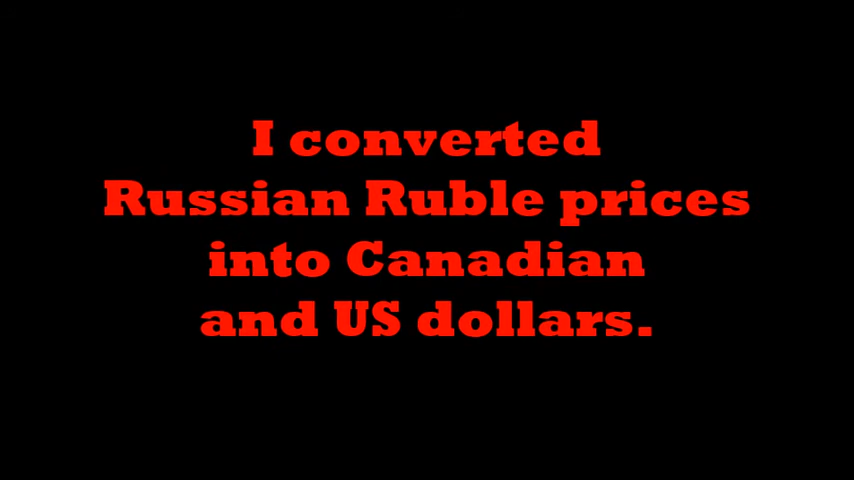 I converted
Russian Ruble prices
into Canadian
and US dollars.